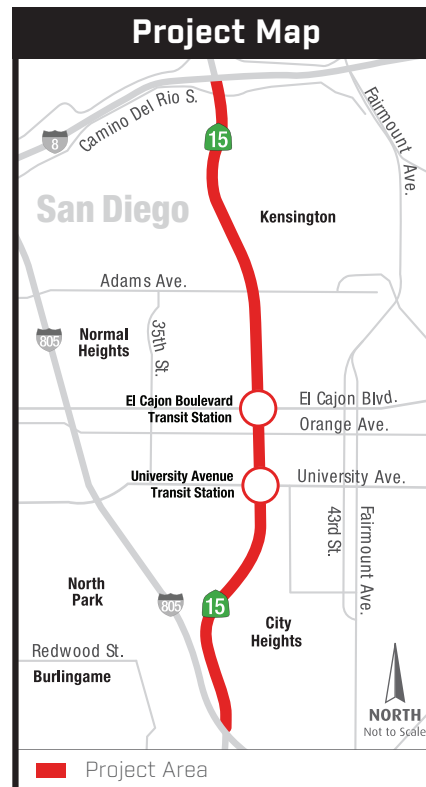 Project Map
Camino Del Rio S.
Fairmount Ave.
8
15
San Diego
Kensington
Adams Ave.
35th St.
805
Normal
Heights
El Cajon Boulevard
Transit Station
El Cajon Blvd.
Orange Ave.
University Avenue
Transit Station
University Ave.
43rd St.
Fairmount Ave.
North
Park
805
15
City
Heights
Redwood St.
Burlingame
NORTH
Not to Scale
Project Area